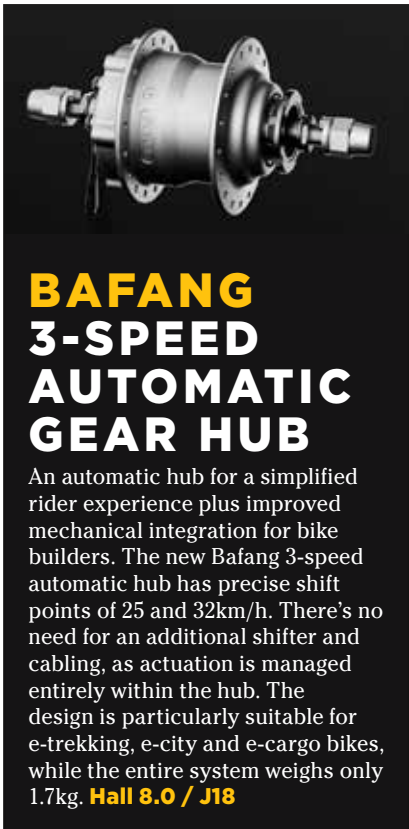 BAFANG
3-SPEED
AUTOMATIC
GEAR HUB
An automatic hub for a simplified
rider experience plus improved
mechanical integration for bike
builders. The new Bafang 3-speed
automatic hub has precise shift
points of 25 and 32km/h. There’s no
need for an additional shifter and
cabling, as actuation is managed
entirely within the hub. The
design is particularly suitable for
e-trekking, e-city and e-cargo bikes,
while the entire system weighs only
1.7kg. Hall 8.0 / J18